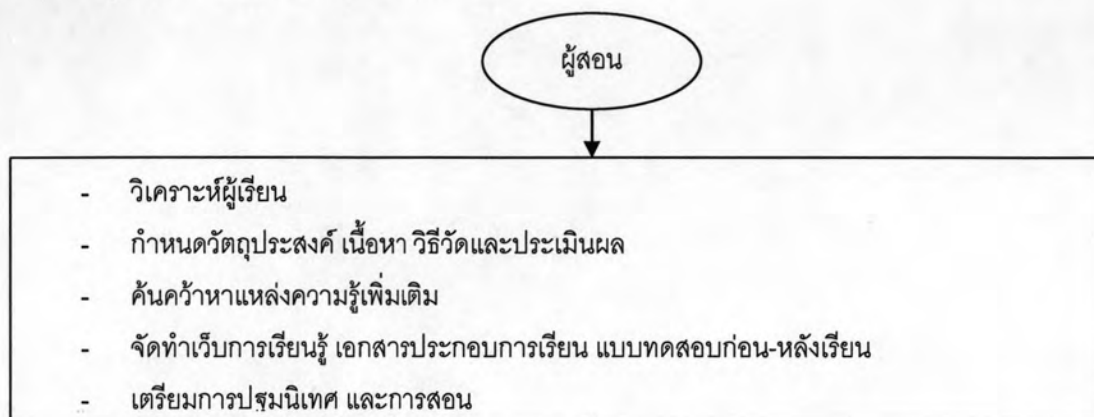 ผู้สอน
- วิเคราะห์ผู้เรียน
- กำหนดวัตถุประสงค์ เนื้อหา วิธีวัดและประเมินผล
- ค้นคว้าหาแหล่งความรู้เพิ่มเติม
- จัดทำเว็บการเรียนรู้ เอกสารประกอบการเรียน แบบทดสอบก่อน-หลังเรียน
- เตรียมการปฐมนิเทศ และการสอน